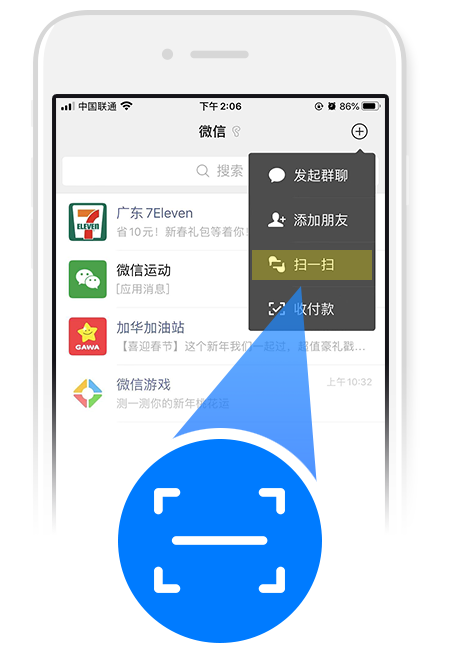 中国联通 下午 2:06 86%
微信
搜索
发起群聊
添加朋友
扫一扫
收付款
7
ELEVEN
广东 7Eleven
省 10 元！新春礼包等着你！
微信运动
[应用消息]
GAWA
加华加油站
【喜迎春节】这个新年我们一起过，超值豪礼戳...
微信游戏 上午 10:32
测一测你的新年桃花运